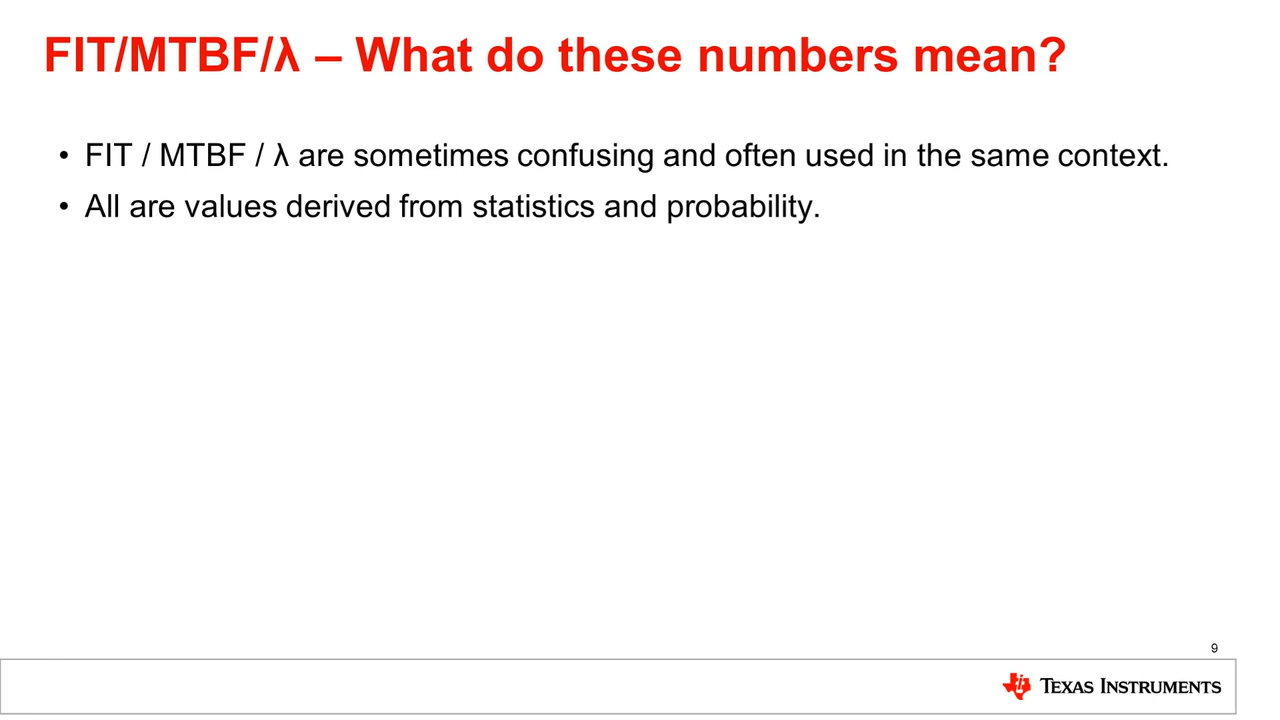 FIT/MTBF/λ – What do these numbers mean?
• FIT / MTBF / λ are sometimes confusing and often used in the same context.
• All are values derived from statistics and probability.
9
Texas Instruments